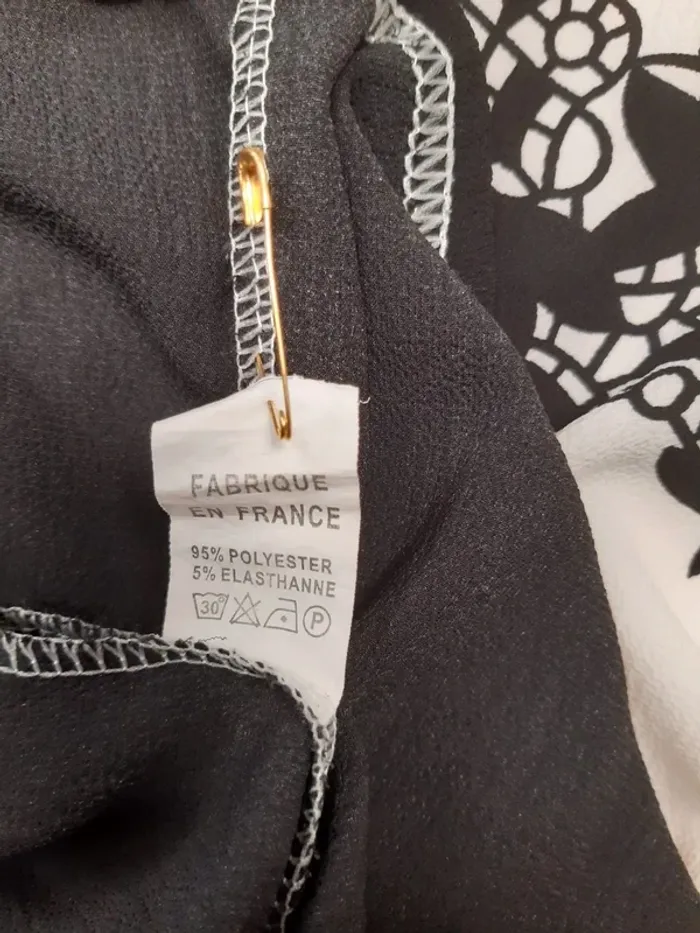 FABRIQUE
EN FRANCE
95% POLYESTER
5% ELASTHANNE
30° P